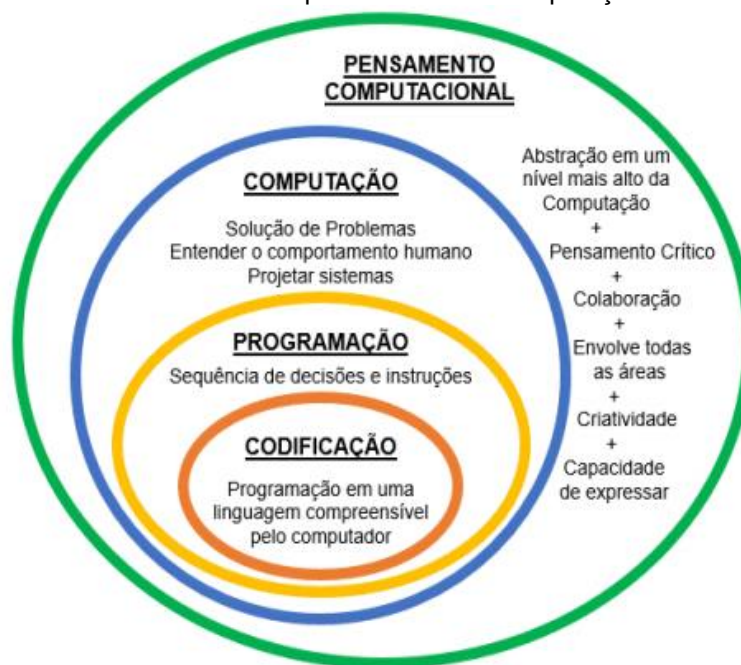 PENSAMENTO
COMPUTACIONAL
COMPUTAÇÃO
Solução de Problemas
Entender o comportamento humano
Projetar sistemas
PROGRAMAÇÃO
Sequência de decisões e instruções
CODIFICAÇÃO
Programação em uma
linguagem compreensível
pelo computador
Abstração em um
nível mais alto da
Computação
+
Pensamento Crítico
+
Colaboração
+
Envolve todas
as áreas
+
Criatividade
+
Capacidade
de expressar